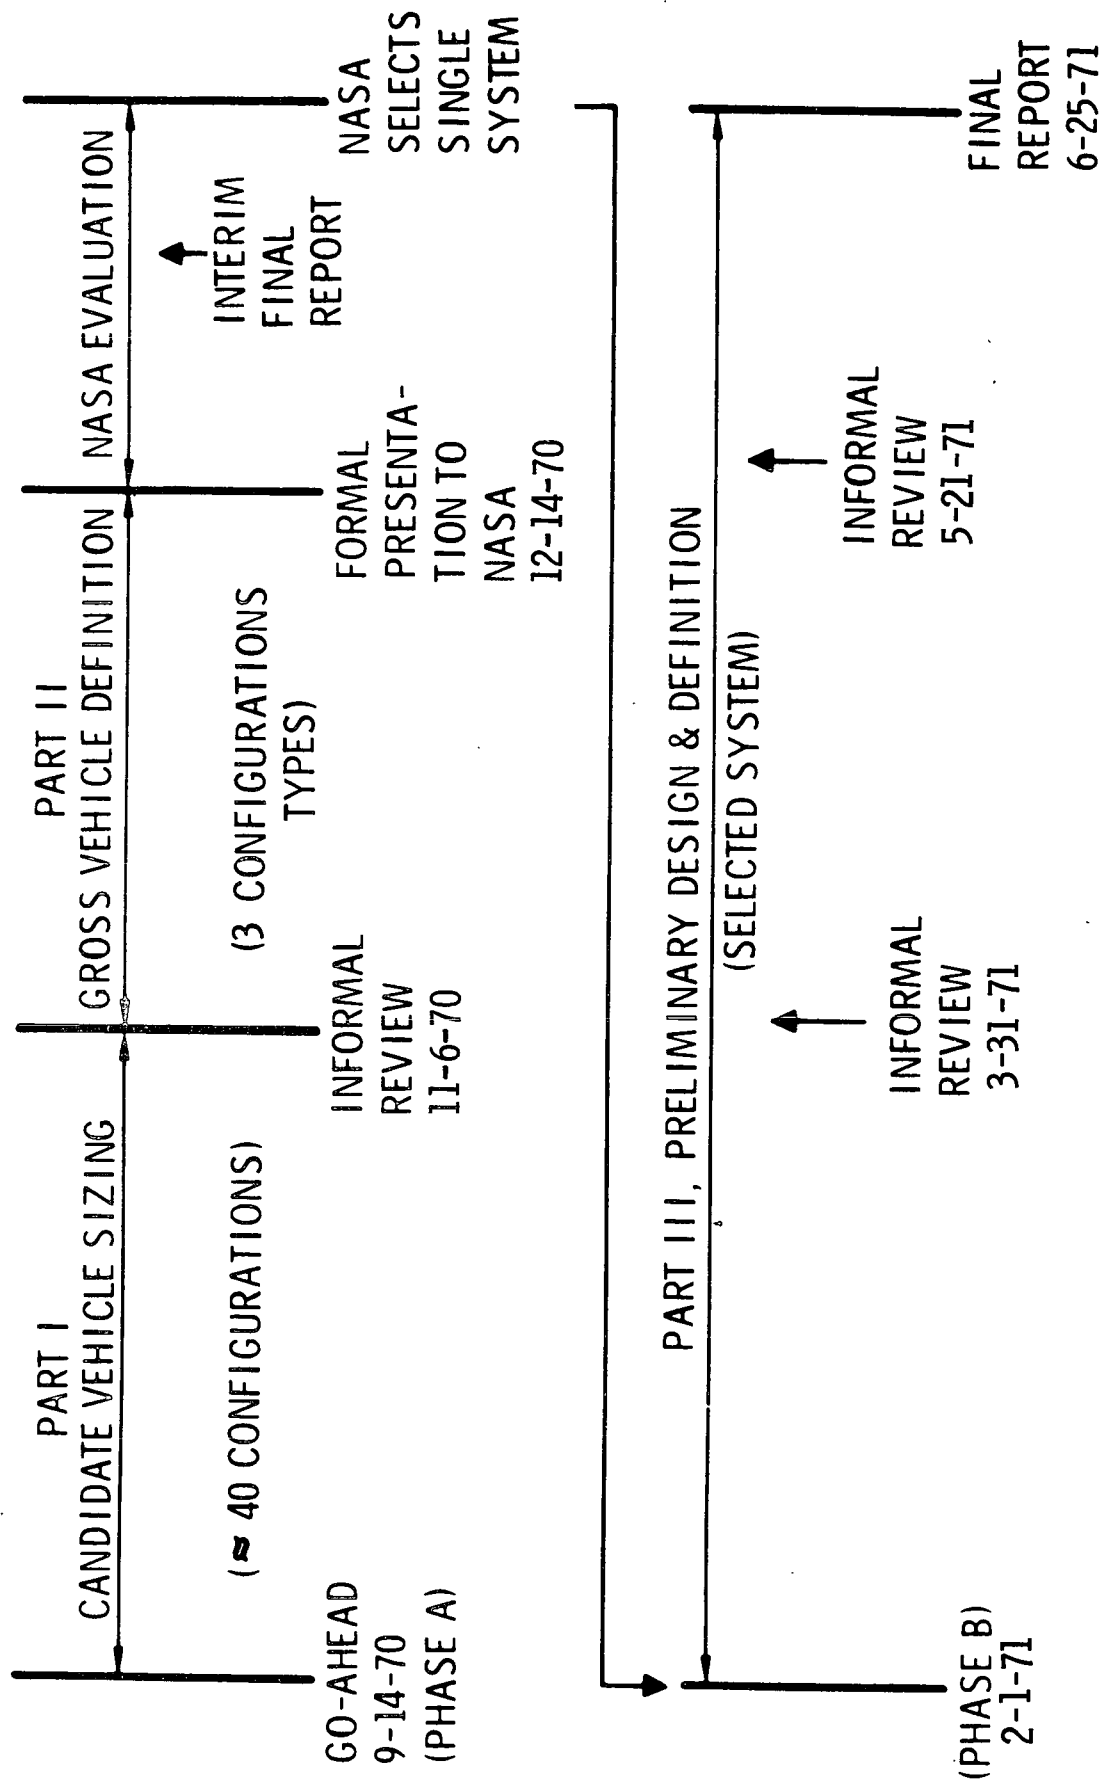 PART I
CANDIDATE VEHICLE SIZING
(≈ 40 CONFIGURATIONS)
GO-AHEAD
9-14-70
(PHASE A)
PART II
GROSS VEHICLE DEFINITION
(3 CONFIGURATIONS
TYPES)
INFORMAL
REVIEW
11-6-70
NASA EVALUATION
INTERIM
FINAL
REPORT
FORMAL
PRESENTA-
TION TO
NASA
12-14-70
NASA
SELECTS
SINGLE
SYSTEM
PART III, PRELIMINARY DESIGN & DEFINITION
(SELECTED SYSTEM)
(PHASE B)
2-1-71
INFORMAL
REVIEW
3-31-71
INFORMAL
REVIEW
5-21-71
FINAL
REPORT
6-25-71